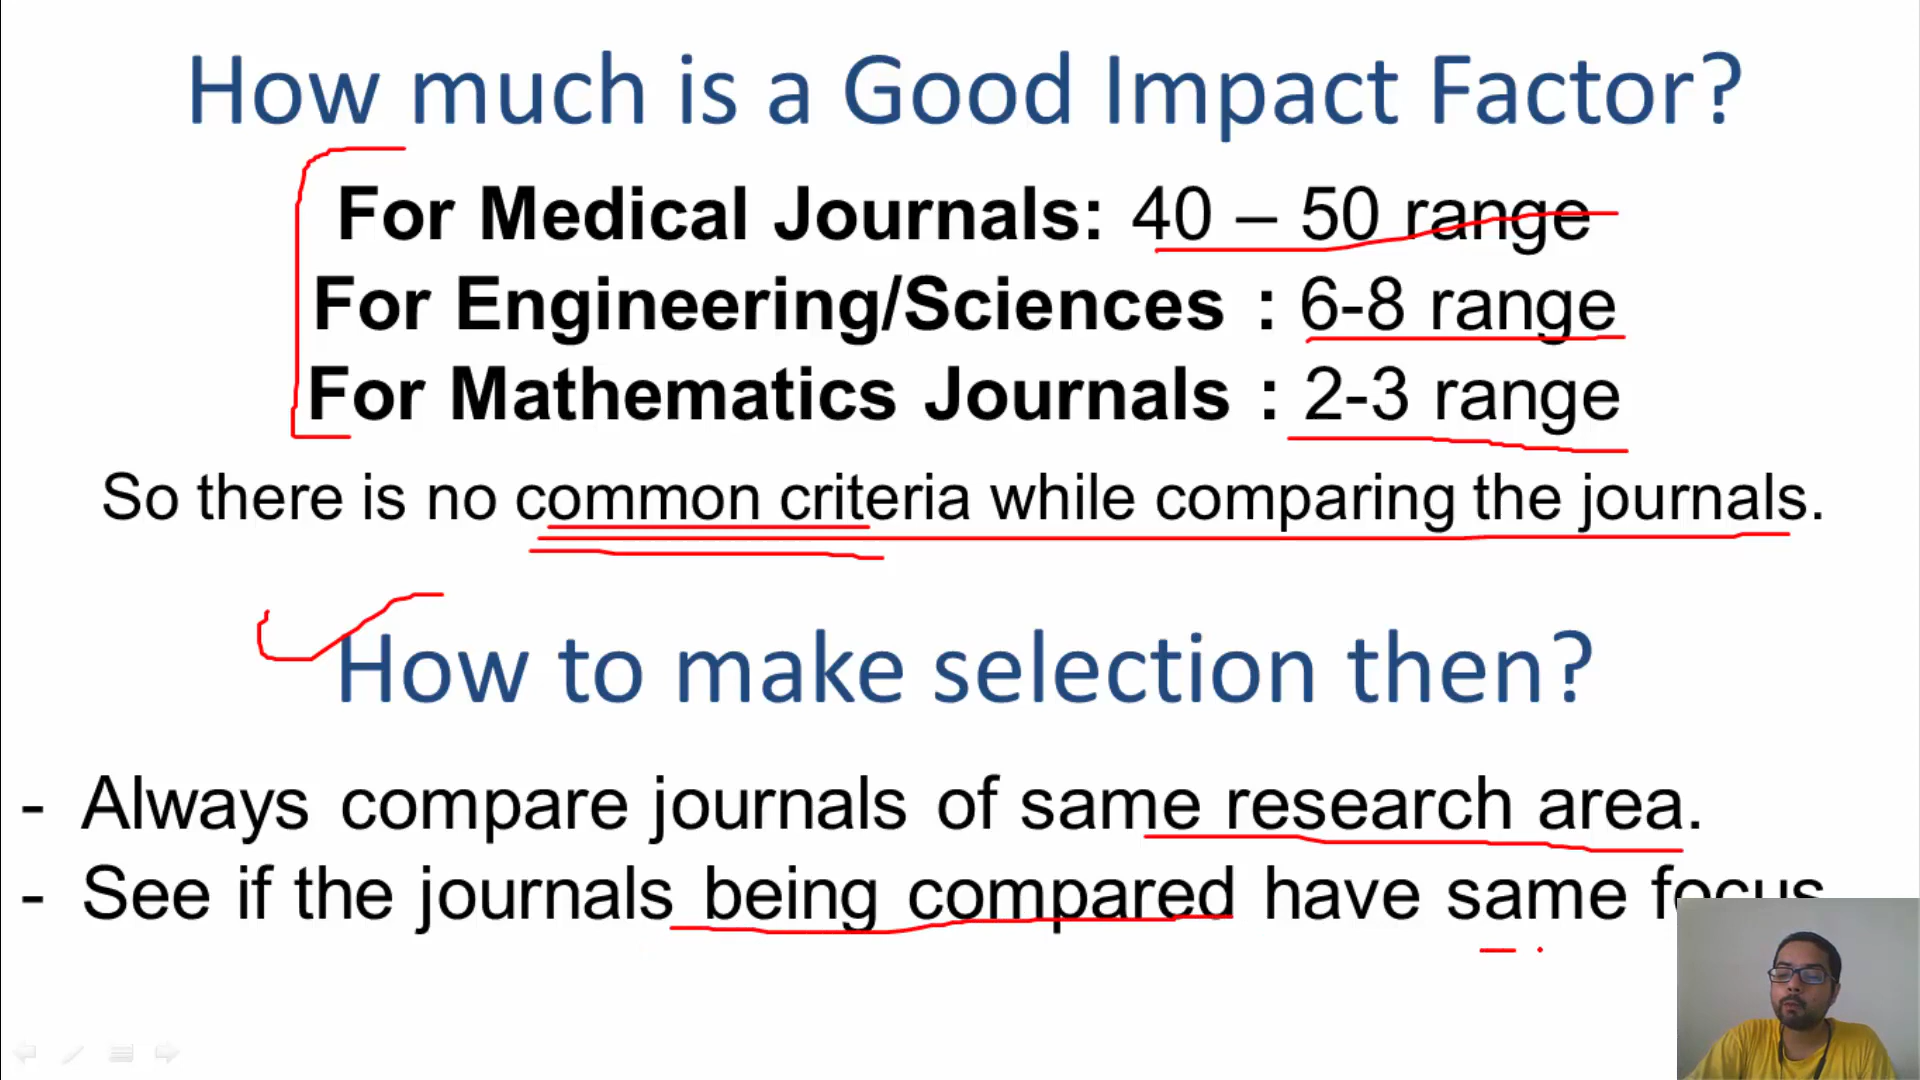 How much is a Good Impact Factor?
For Medical Journals: 40 – 50 range
For Engineering/Sciences : 6-8 range
For Mathematics Journals : 2-3 range
So there is no common criteria while comparing the journals.
How to make selection then?
- Always compare journals of same research area.
- See if the journals being compared have same focus